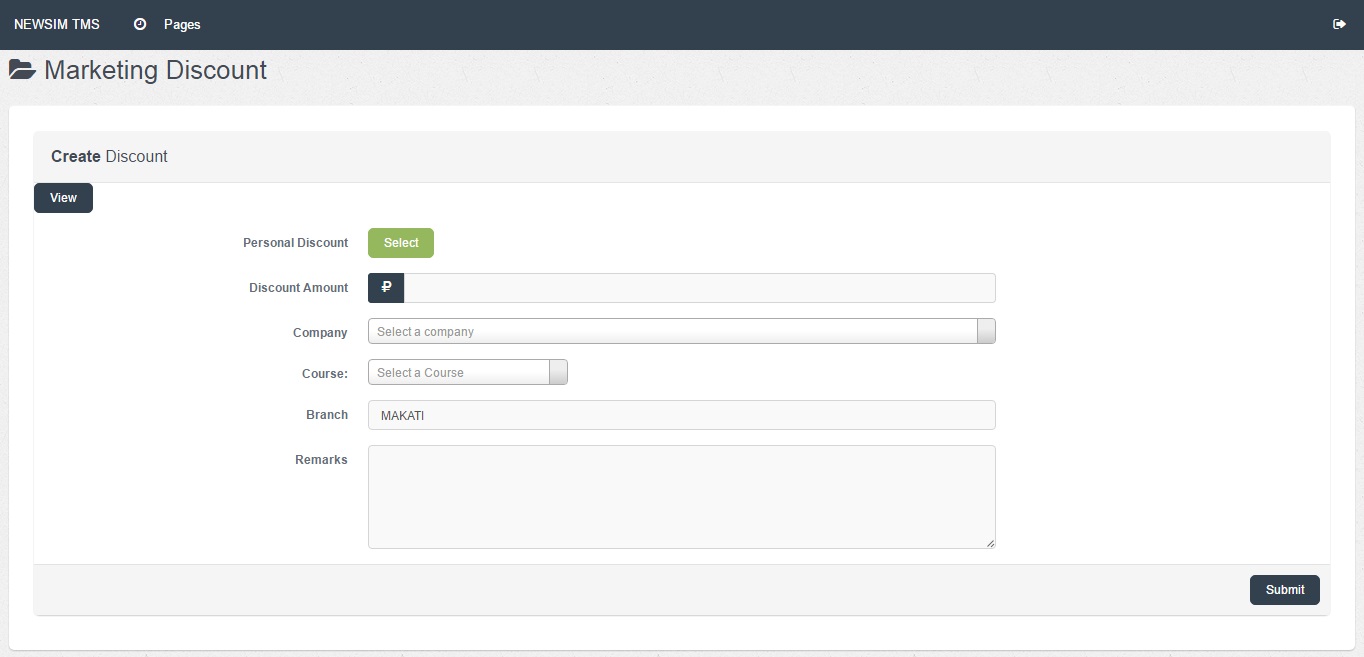 NEWSIM TMS Pages
Marketing Discount
Create Discount
View
Personal Discount Select
Discount Amount ₽
Company Select a company
Course: Select a Course
Branch MAKATI
Remarks
Submit